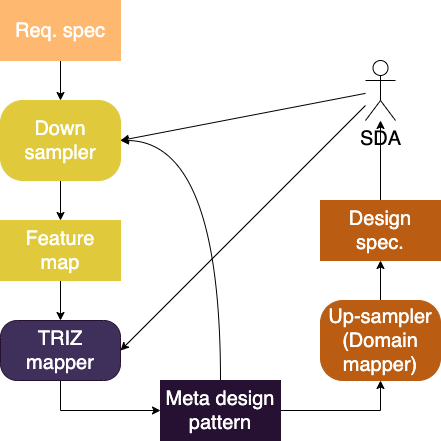 Req. spec
Down
sampler
SDA
Feature
map
Design
spec.
TRIZ
mapper
Up-sampler
(Domain
mapper)
Meta design
pattern